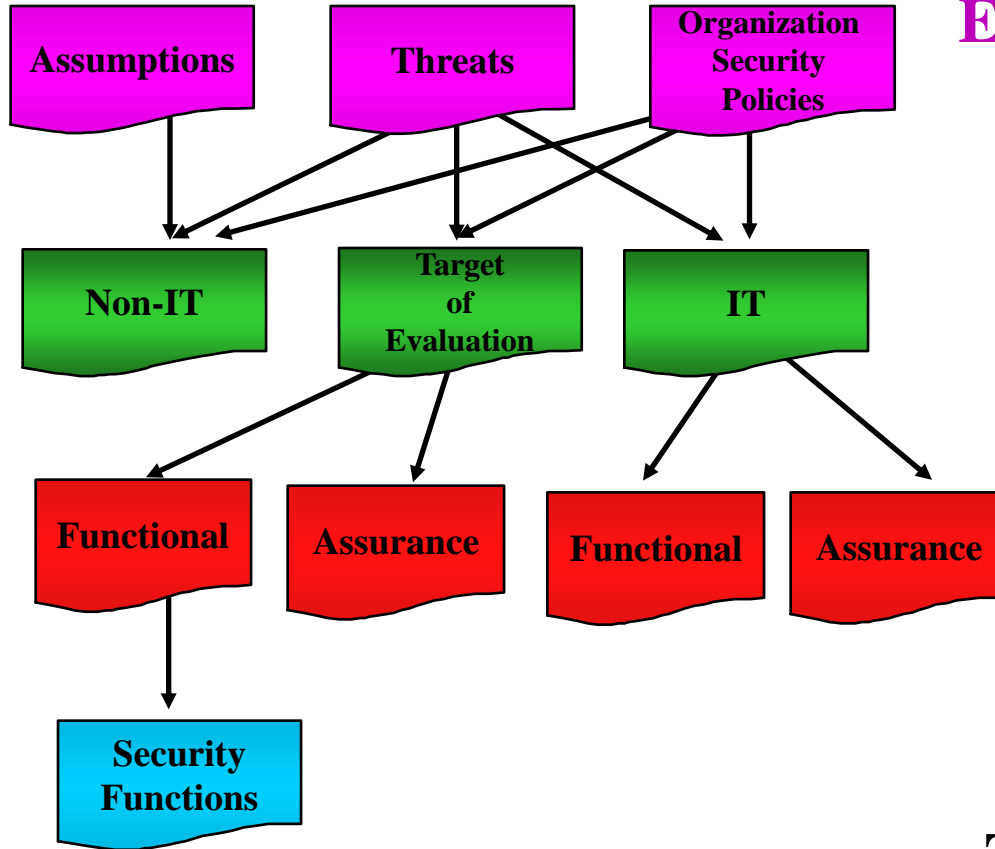 Assumptions
Threats
Organization
Security
Policies
E
Non-IT
Target
of
Evaluation
IT
Functional
Assurance
Functional
Assurance
Security
Functions